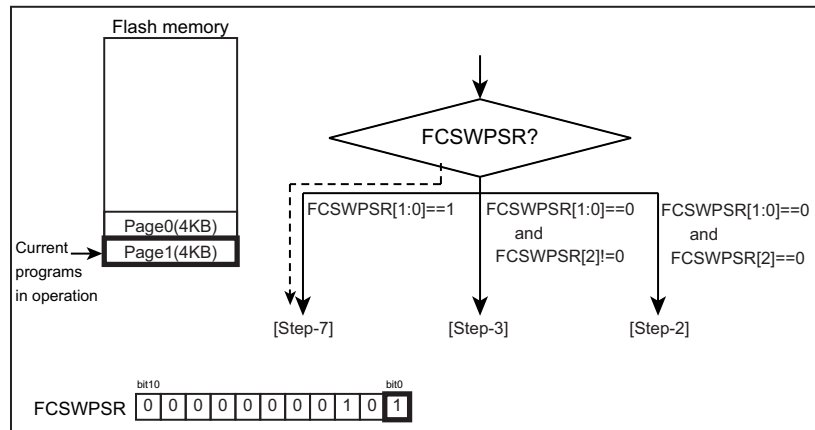 Flash memory
FCSWPSR?
Page0(4KB)
Page1(4KB)
Current
programs
in operation
FCSWPSR[1:0]==1
FCSWPSR[1:0]==0
and
FCSWPSR[2]!=0
FCSWPSR[1:0]==0
and
FCSWPSR[2]==0
[Step-7]
[Step-3]
[Step-2]
bit10
bit0
FCSWPSR 0 0 0 0 0 0 0 0 1 0 1